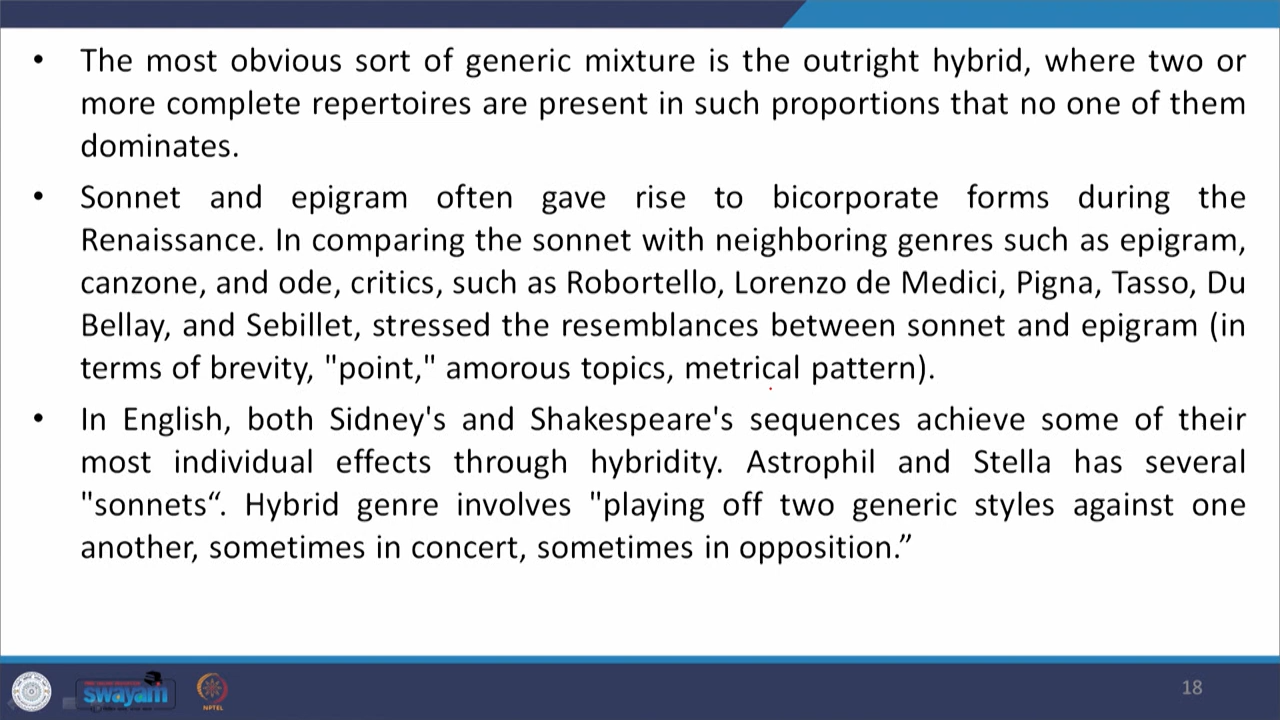 • The most obvious sort of generic mixture is the outright hybrid, where two or
more complete repertoires are present in such proportions that no one of them
dominates.
• Sonnet and epigram often gave rise to bicorporate forms during the
Renaissance. In comparing the sonnet with neighboring genres such as epigram,
canzone, and ode, critics, such as Robortello, Lorenzo de Medici, Pigna, Tasso, Du
Bellay, and Sebillet, stressed the resemblances between sonnet and epigram (in
terms of brevity, "point," amorous topics, metrical pattern).
• In English, both Sidney's and Shakespeare's sequences achieve some of their
most individual effects through hybridity. Astrophil and Stella has several
"sonnets“. Hybrid genre involves "playing off two generic styles against one
another, sometimes in concert, sometimes in opposition.”
swayam
NPTEL
18